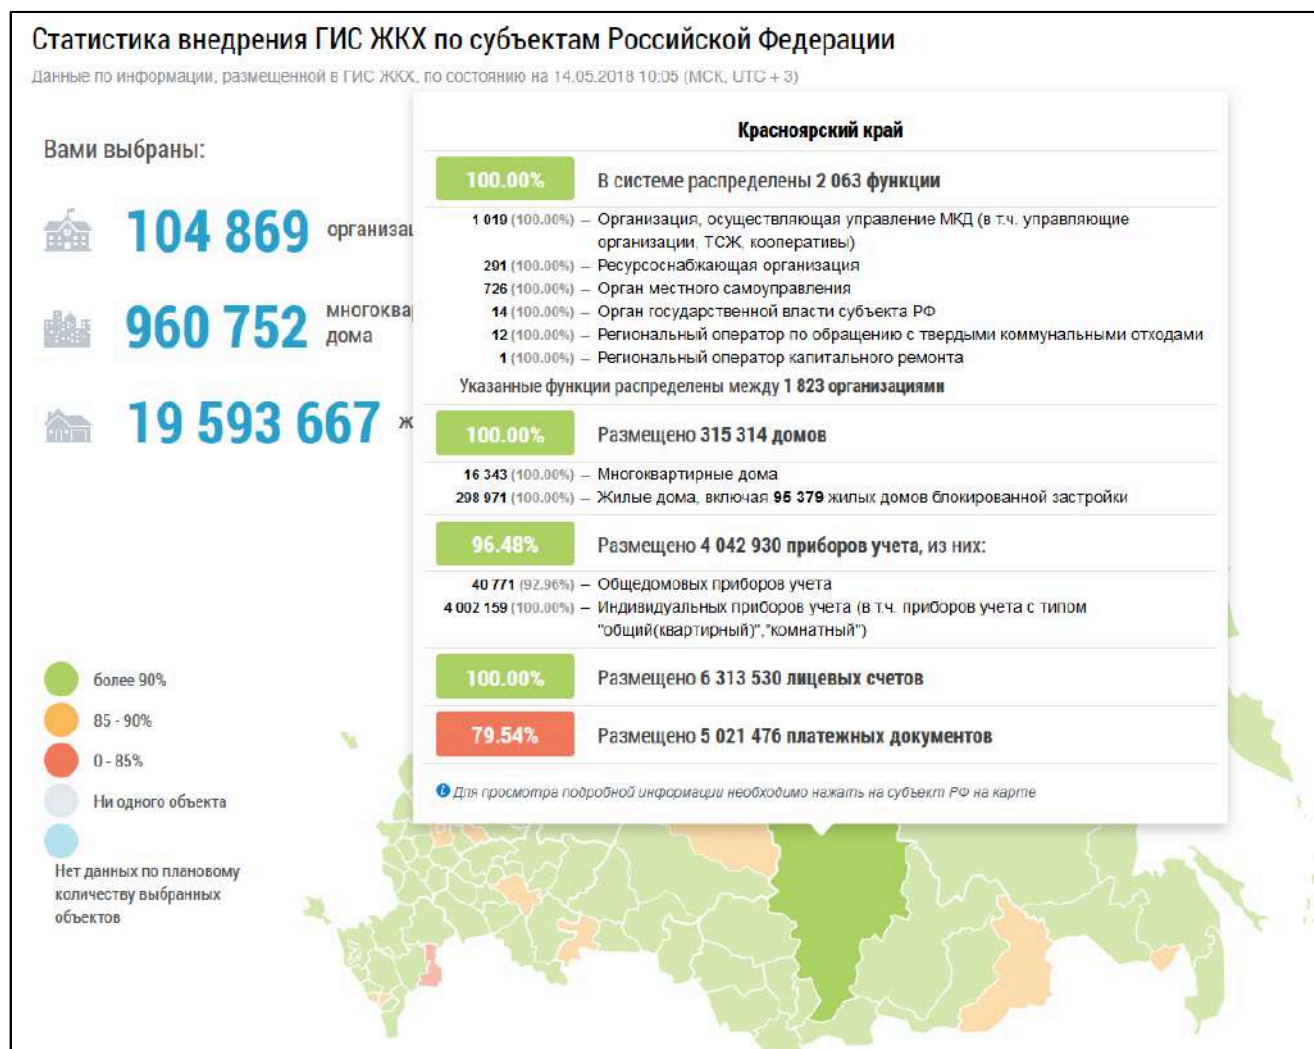 Статистика внедрения ГИС ЖКХ по субъектам Российской Федерации
Данные по информации, размещенной в ГИС ЖКХ, по состоянию на 14.05.2018 10:05 (МСК, UTC + 3)
Вами выбраны:
104 869 организац
960 752 многоквар
дома
19 593 667 ж
Красноярский край
100.00% В системе распределены 2 063 функции
1 019 (100.00%) – Организация, осуществляющая управление МКД (в т.ч. управляющие
организации, ТСЖ, кооперативы)
291 (100.00%) – Ресурсоснабжающая организация
726 (100.00%) – Орган местного самоуправления
14 (100.00%) – Орган государственной власти субъекта РФ
12 (100.00%) – Региональный оператор по обращению с твердыми коммунальными отходами
1 (100.00%) – Региональный оператор капитального ремонта
Указанные функции распределены между 1 823 организациями
100.00% Размещено 315 314 домов
16 343 (100.00%) – Многоквартирные дома
298 971 (100.00%) – Жилые дома, включая 95 379 жилых домов блокированной застройки
96.48% Размещено 4 042 930 приборов учета, из них:
40 771 (92.96%) – Общедомовых приборов учета
4 002 159 (100.00%) – Индивидуальных приборов учета (в т.ч. приборов учета с типом
"общий(квартирный)","комнатный")
100.00% Размещено 6 313 530 лицевых счетов
79.54% Размещено 5 021 476 платежных документов
Для просмотра подробной информации необходимо нажать на субъект РФ на карте
более 90%
85 - 90%
0 - 85%
Ни одного объекта
Нет данных по плановому
количеству выбранных
объектов